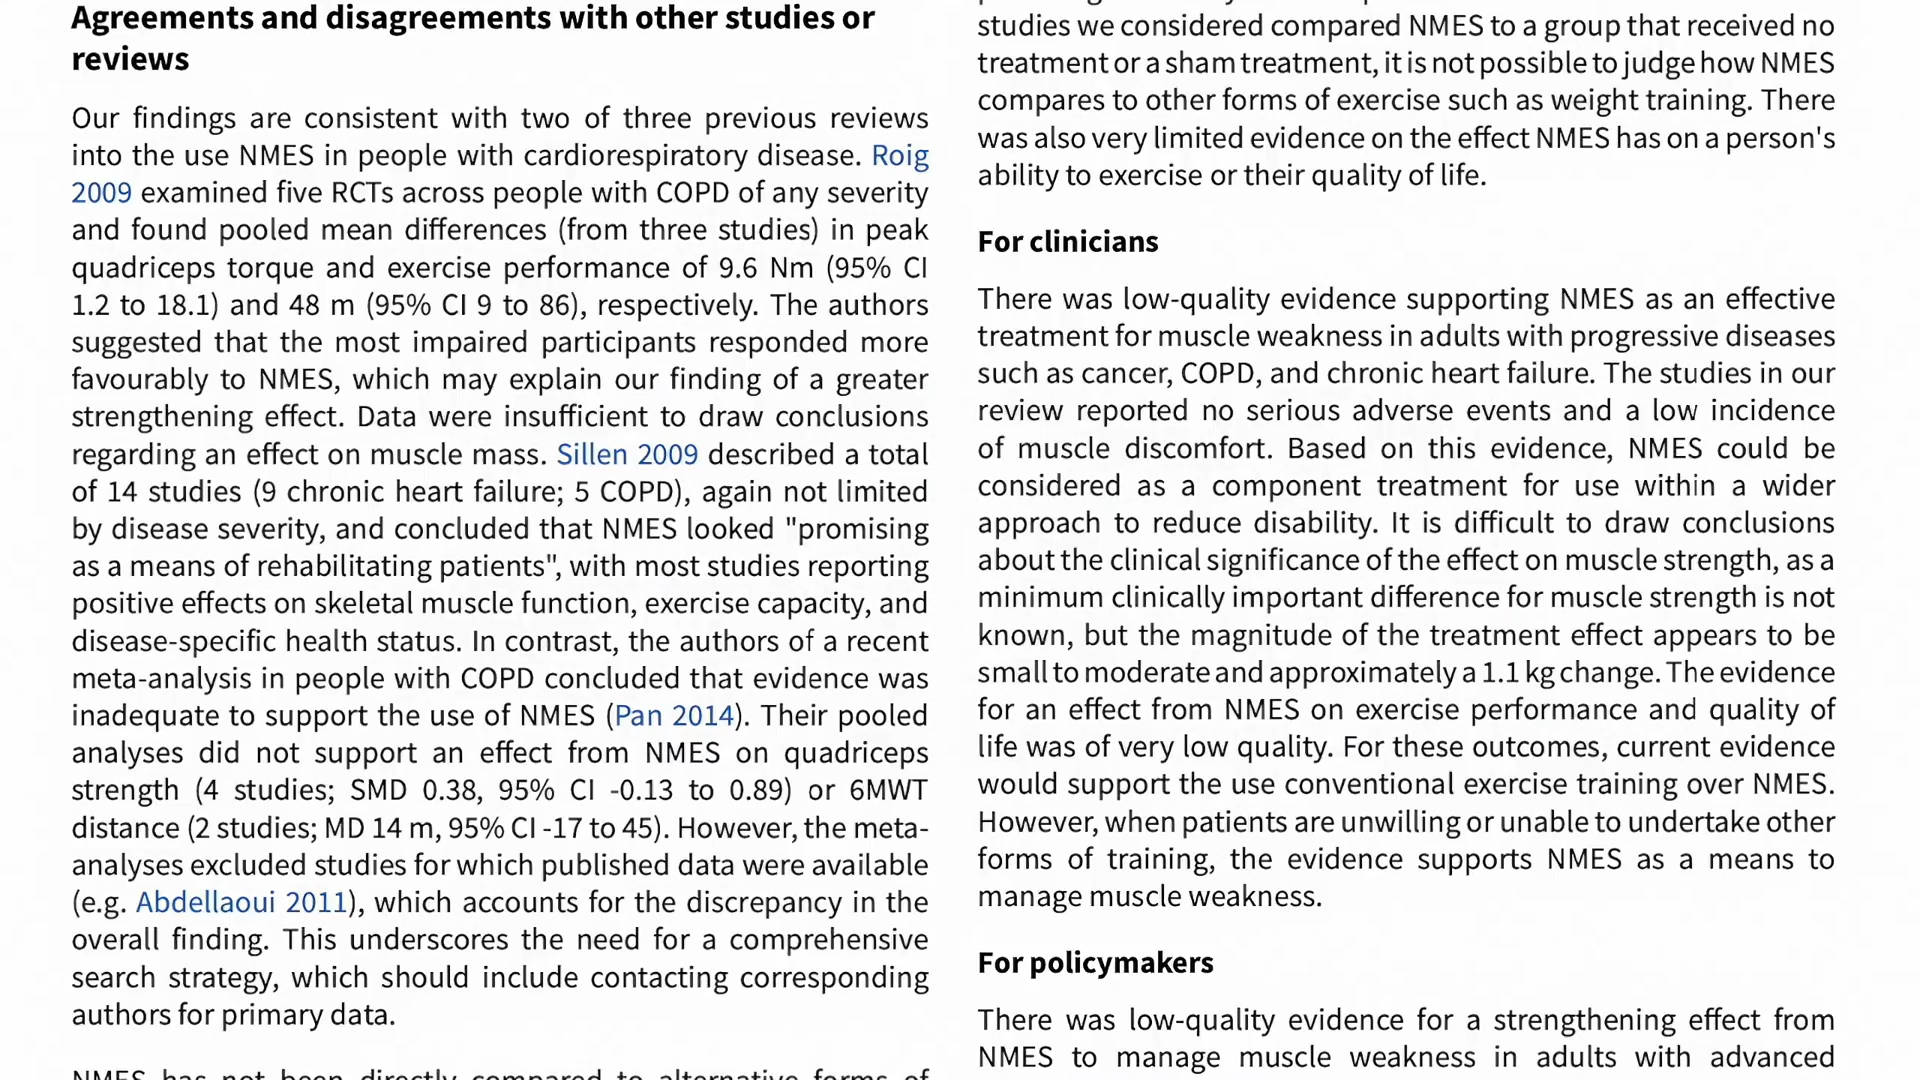 Agreements and disagreements with other studies or
reviews
Our findings are consistent with two of three previous reviews
into the use NMES in people with cardiorespiratory disease. Roig
2009 examined five RCTs across people with COPD of any severity
and found pooled mean differences (from three studies) in peak
quadriceps torque and exercise performance of 9.6 Nm (95% CI
1.2 to 18.1) and 48 m (95% CI 9 to 86), respectively. The authors
suggested that the most impaired participants responded more
favourably to NMES, which may explain our finding of a greater
strengthening effect. Data were insufficient to draw conclusions
regarding an effect on muscle mass. Sillen 2009 described a total
of 14 studies (9 chronic heart failure; 5 COPD), again not limited
by disease severity, and concluded that NMES looked "promising
as a means of rehabilitating patients", with most studies reporting
positive effects on skeletal muscle function, exercise capacity, and
disease-specific health status. In contrast, the authors of a recent
meta-analysis in people with COPD concluded that evidence was
inadequate to support the use of NMES (Pan 2014). Their pooled
analyses did not support an effect from NMES on quadriceps
strength (4 studies; SMD 0.38, 95% CI -0.13 to 0.89) or 6MWT
distance (2 studies; MD 14 m, 95% CI -17 to 45). However, the meta-
analyses excluded studies for which published data were available
(e.g. Abdellaoui 2011), which accounts for the discrepancy in the
overall finding. This underscores the need for a comprehensive
search strategy, which should include contacting corresponding
authors for primary data.
NMES has not been directly compared to alternative forms of
studies we considered compared NMES to a group that received no
treatment or a sham treatment, it is not possible to judge how NMES
compares to other forms of exercise such as weight training. There
was also very limited evidence on the effect NMES has on a person's
ability to exercise or their quality of life.
For clinicians
There was low-quality evidence supporting NMES as an effective
treatment for muscle weakness in adults with progressive diseases
such as cancer, COPD, and chronic heart failure. The studies in our
review reported no serious adverse events and a low incidence
of muscle discomfort. Based on this evidence, NMES could be
considered as a component treatment for use within a wider
approach to reduce disability. It is difficult to draw conclusions
about the clinical significance of the effect on muscle strength, as a
minimum clinically important difference for muscle strength is not
known, but the magnitude of the treatment effect appears to be
small to moderate and approximately a 1.1 kg change. The evidence
for an effect from NMES on exercise performance and quality of
life was of very low quality. For these outcomes, current evidence
would support the use conventional exercise training over NMES.
However, when patients are unwilling or unable to undertake other
forms of training, the evidence supports NMES as a means to
manage muscle weakness.
For policymakers
There was low-quality evidence for a strengthening effect from
NMES to manage muscle weakness in adults with advanced